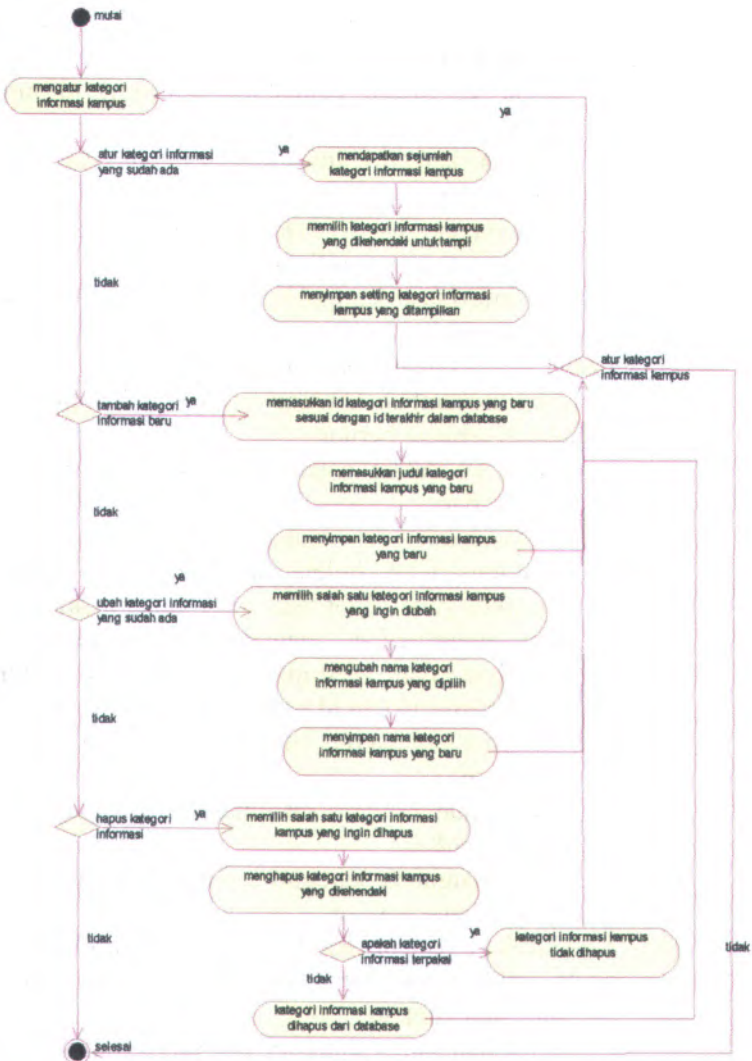 mulai
mengatur kategori
informasi kampus
ya
atur kategori informasi
yang sudah ada
ya
mendapatkan sejumlah
kategori informasi kampus
memilih kategori informasi kampus
yang dikehendaki untuk tampil
tidak
menyimpan setting kategori informasi
kampus yang ditampilkan
atur kategori
informasi kampus
tambah kategori
informasi baru
ya
memasukkan id kategori informasi kampus yang baru
sesuai dengan id terakhir dalam database
memasukkan judul kategori
informasi kampus yang baru
tidak
menyimpan kategori informasi kampus
yang baru
ya
ubah kategori informasi
yang sudah ada
memilih salah satu kategori informasi kampus
yang ingin diubah
mengubah nama kategori
informasi kampus yang dipilih
tidak
menyimpan nama kategori
informasi kampus yang baru
hapus kategori
informasi
ya
memilih salah satu kategori informasi
kampus yang ingin dihapus
menghapus kategori informasi kampus
yang dikehendaki
tidak
apakah kategori
informasi terpakai
ya
kategori informasi kampus
tidak dihapus
tidak
tidak
kategori informasi kampus
dihapus dari database
selesai